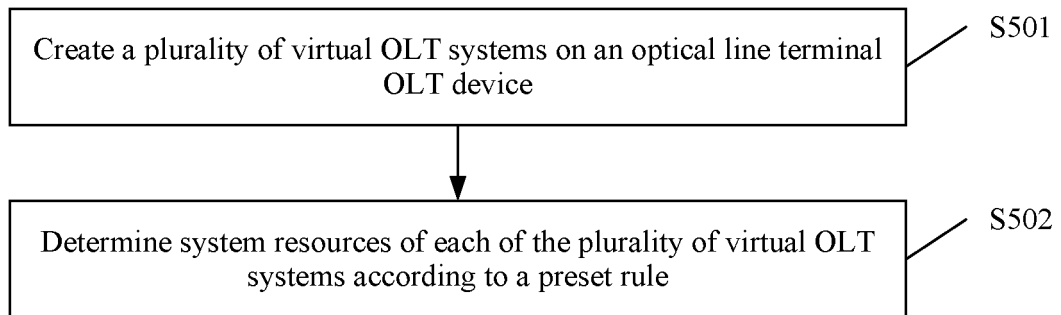 Create a plurality of virtual OLT systems on an optical line terminal
OLT device
S501
Determine system resources of each of the plurality of virtual OLT
systems according to a preset rule
S502